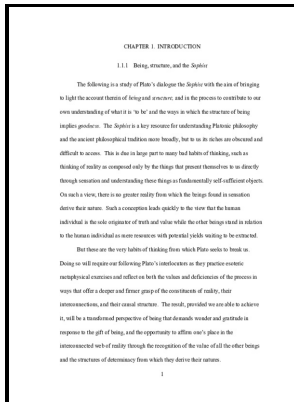 CHAPTER 1. INTRODUCTION
1.1.1 Being, structure, and the Sophist
The following is a study of Plato's dialogue the Sophist with the aim of bringing
to light the account therein of being and structure, and in the process to contribute to our
own understanding of what it is 'to be' and the ways in which the structure of being
implies goodness. The Sophist is a key resource for understanding Platonic philosophy
and the ancient philosophical tradition more broadly, but to us its riches are obscured and
difficult to access. This is due in large part to many bad habits of thinking, such as
thinking of reality as composed only by the things that present themselves to us directly
through sensation and understanding these things as fundamentally self-sufficient objects.
On such a view, there is no greater reality from which the beings found in sensation
derive their nature. Such a conception leads quickly to the view that the human
individual is the sole originator of truth and value while the other beings stand in relation
to the human individual as mere resources with potential yields waiting to be extracted.
But these are the very habits of thinking from which Plato seeks to break us.
Doing so will require our following Plato's interlocutors as they practice esoteric
metaphysical exercises and reflect on both the values and deficiencies of the process in
ways that offer a deeper and firmer grasp of the constituents of reality, their
interconnections, and their causal structure. The result, provided we are able to achieve
it, will be a transformed perspective of being that demands wonder and gratitude in
response to the gift of being, and the opportunity to affirm one's place in the
interconnected web of reality through the recognition of the value of all the other beings
and the structures of determinacy from which they derive their natures.
1